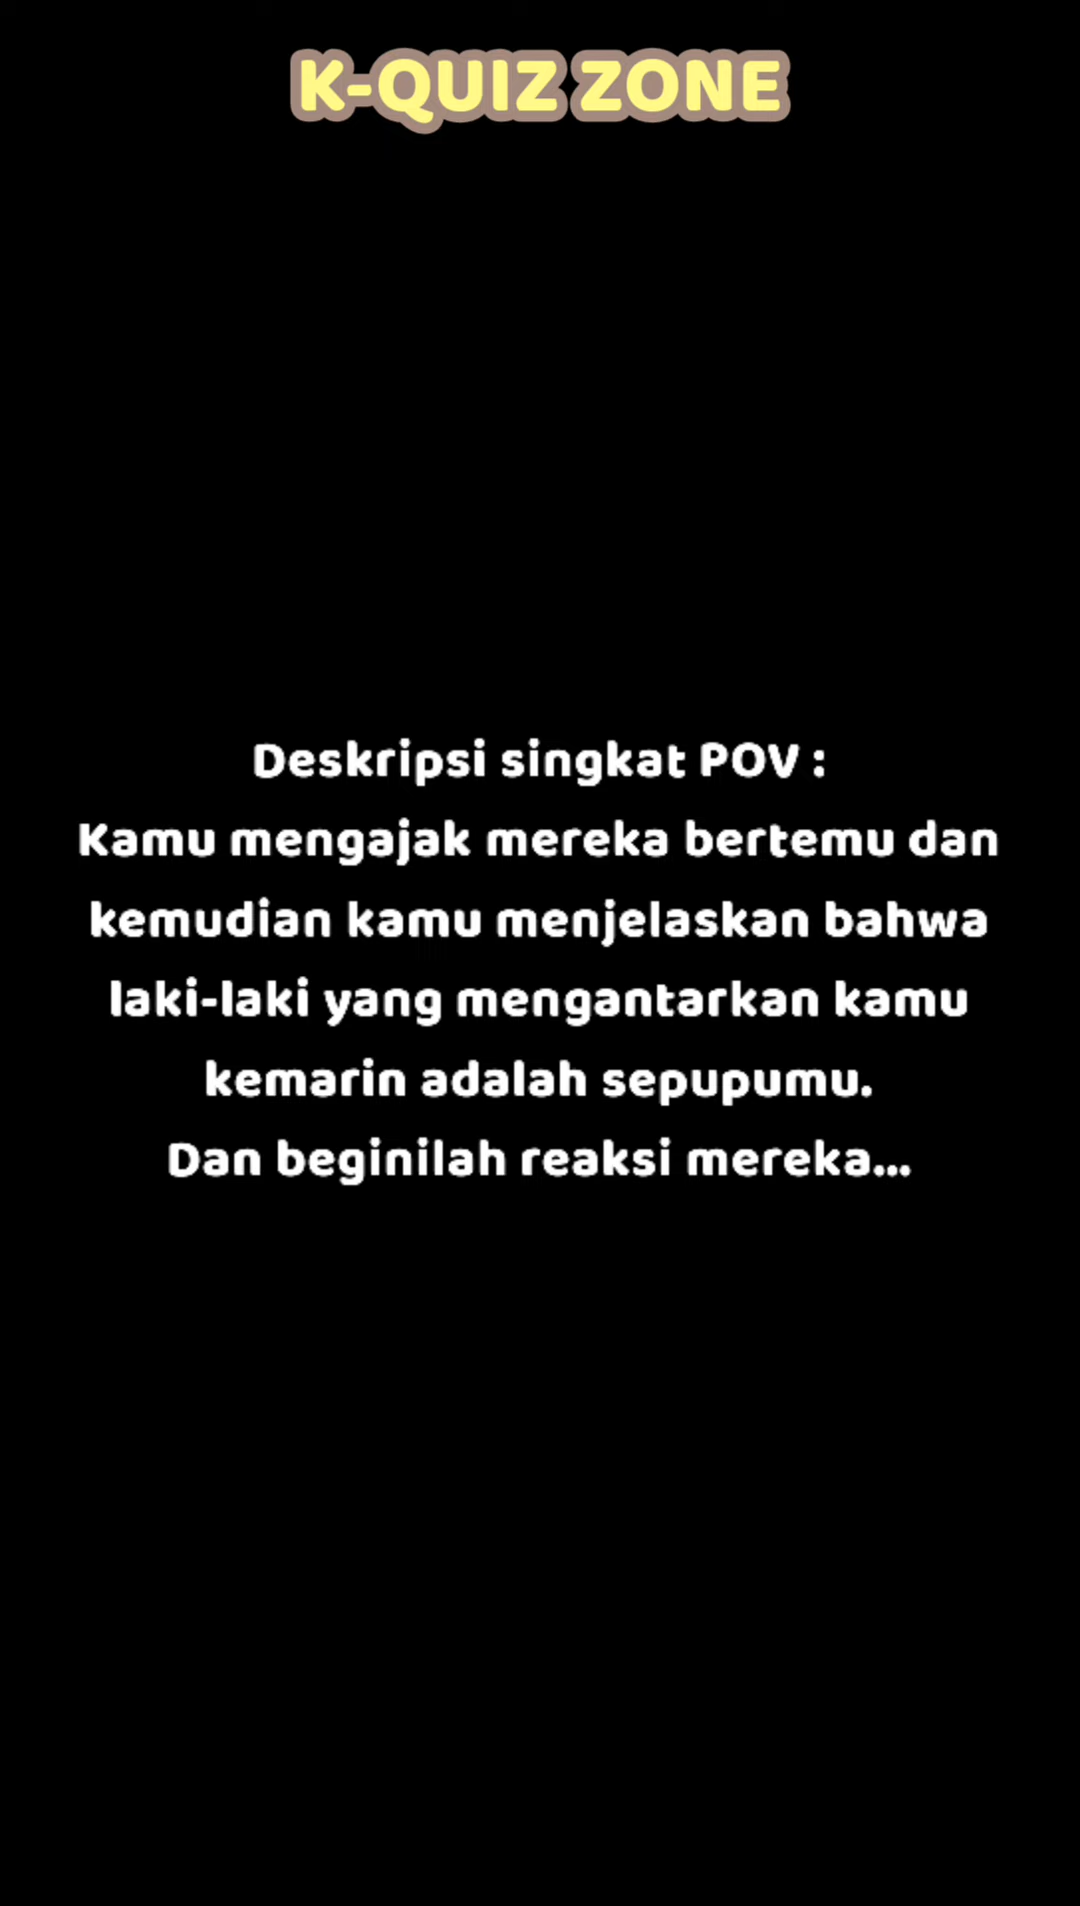 K-QUIZ ZONE
Deskripsi singkat POV :
Kamu mengajak mereka bertemu dan
kemudian kamu menjelaskan bahwa
laki-laki yang mengantarkan kamu
kemarin adalah sepupumu.
Dan beginilah reaksi mereka...